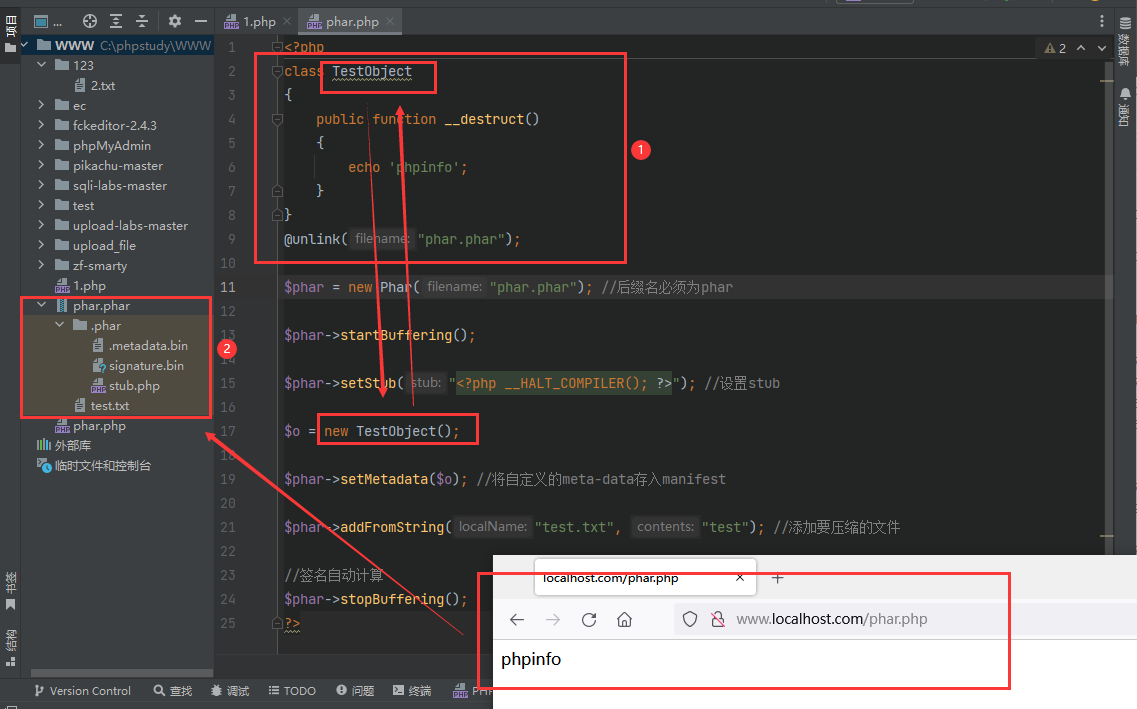 项目
...
1.php
phar.php
WWW C:\phpstudy\WWW
123
2.txt
ec
fckeditor-2.4.3
phpMyAdmin
pikachu-master
sqli-labs-master
test
upload-labs-master
upload_file
zf-smarty
1.php
phar.phar
.phar
.metadata.bin
signature.bin
stub.php
test.txt
phar.php
外部库
临时文件和控制台
2
1 <?php
2 class TestObject
3 {
4 public function __destruct()
5 {
6 echo 'phpinfo';
7 }
8 }
9 @unlink( filename: "phar.phar");
10
11 $phar = new Phar( filename: "phar.phar"); //后缀名必须为phar
12
13 $phar->startBuffering();
14
15 $phar->setStub( stub: "<?php __HALT_COMPILER(); ?>"); //设置stub
16
17 $o = new TestObject();
18
19 $phar->setMetadata($o); //将自定义的meta-data存入manifest
20
21 $phar->addFromString( localName: "test.txt", contents: "test"); //添加要压缩的文件
22
23 //签名自动计算
24 $phar->stopBuffering();
25 ?>
1
2
数据库
通知
书签
结构
localhost.com/phar.php
www.localhost.com/phar.php
phpinfo
Version Control
查找
调试
TODO
问题
终端